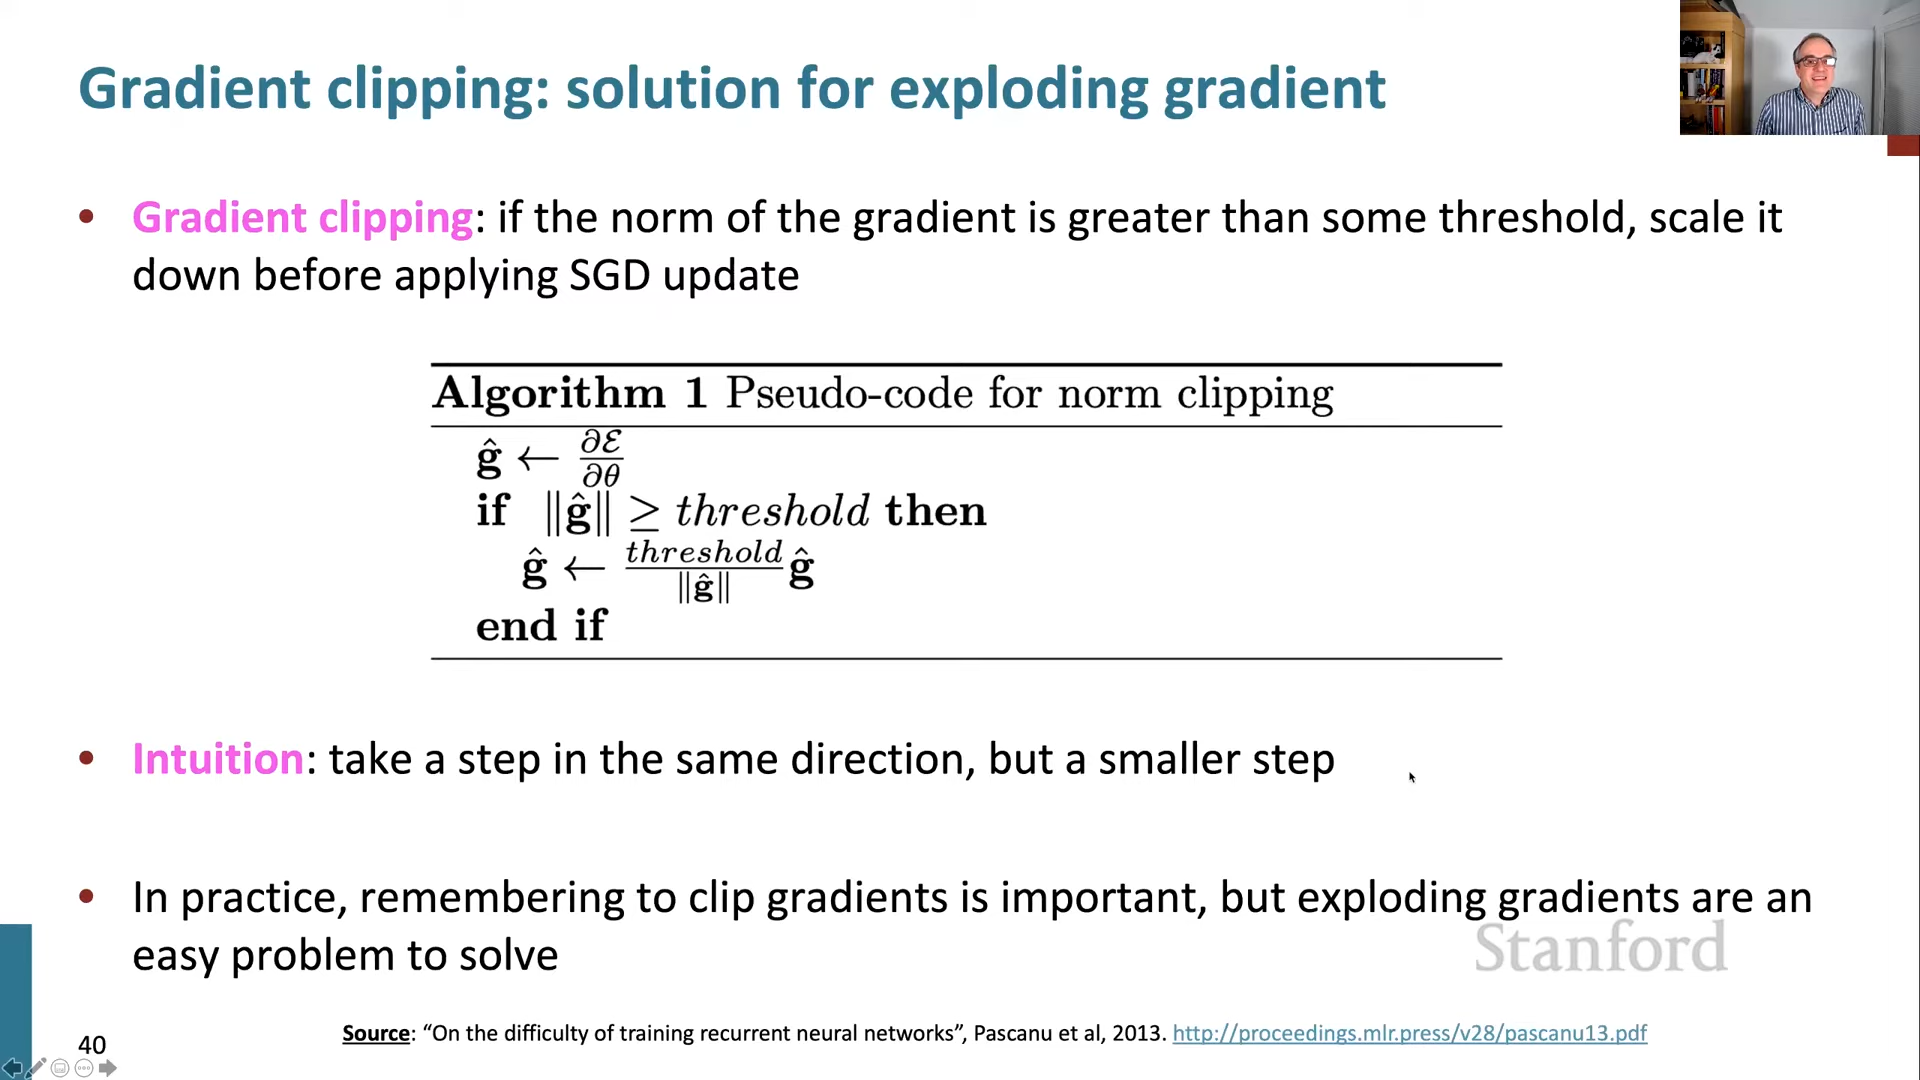 Gradient clipping: solution for exploding gradient
• Gradient clipping: if the norm of the gradient is greater than some threshold, scale it
down before applying SGD update
Algorithm 1 Pseudo-code for norm clipping
ĝ ← ∂ℰ/∂θ
if ‖ĝ‖ ≥ threshold then
ĝ ← threshold/‖ĝ‖ ĝ
end if
• Intuition: take a step in the same direction, but a smaller step
• In practice, remembering to clip gradients is important, but exploding gradients are an
easy problem to solve
Stanford
Source: “On the difficulty of training recurrent neural networks”, Pascanu et al, 2013. http://proceedings.mlr.press/v28/pascanu13.pdf
40